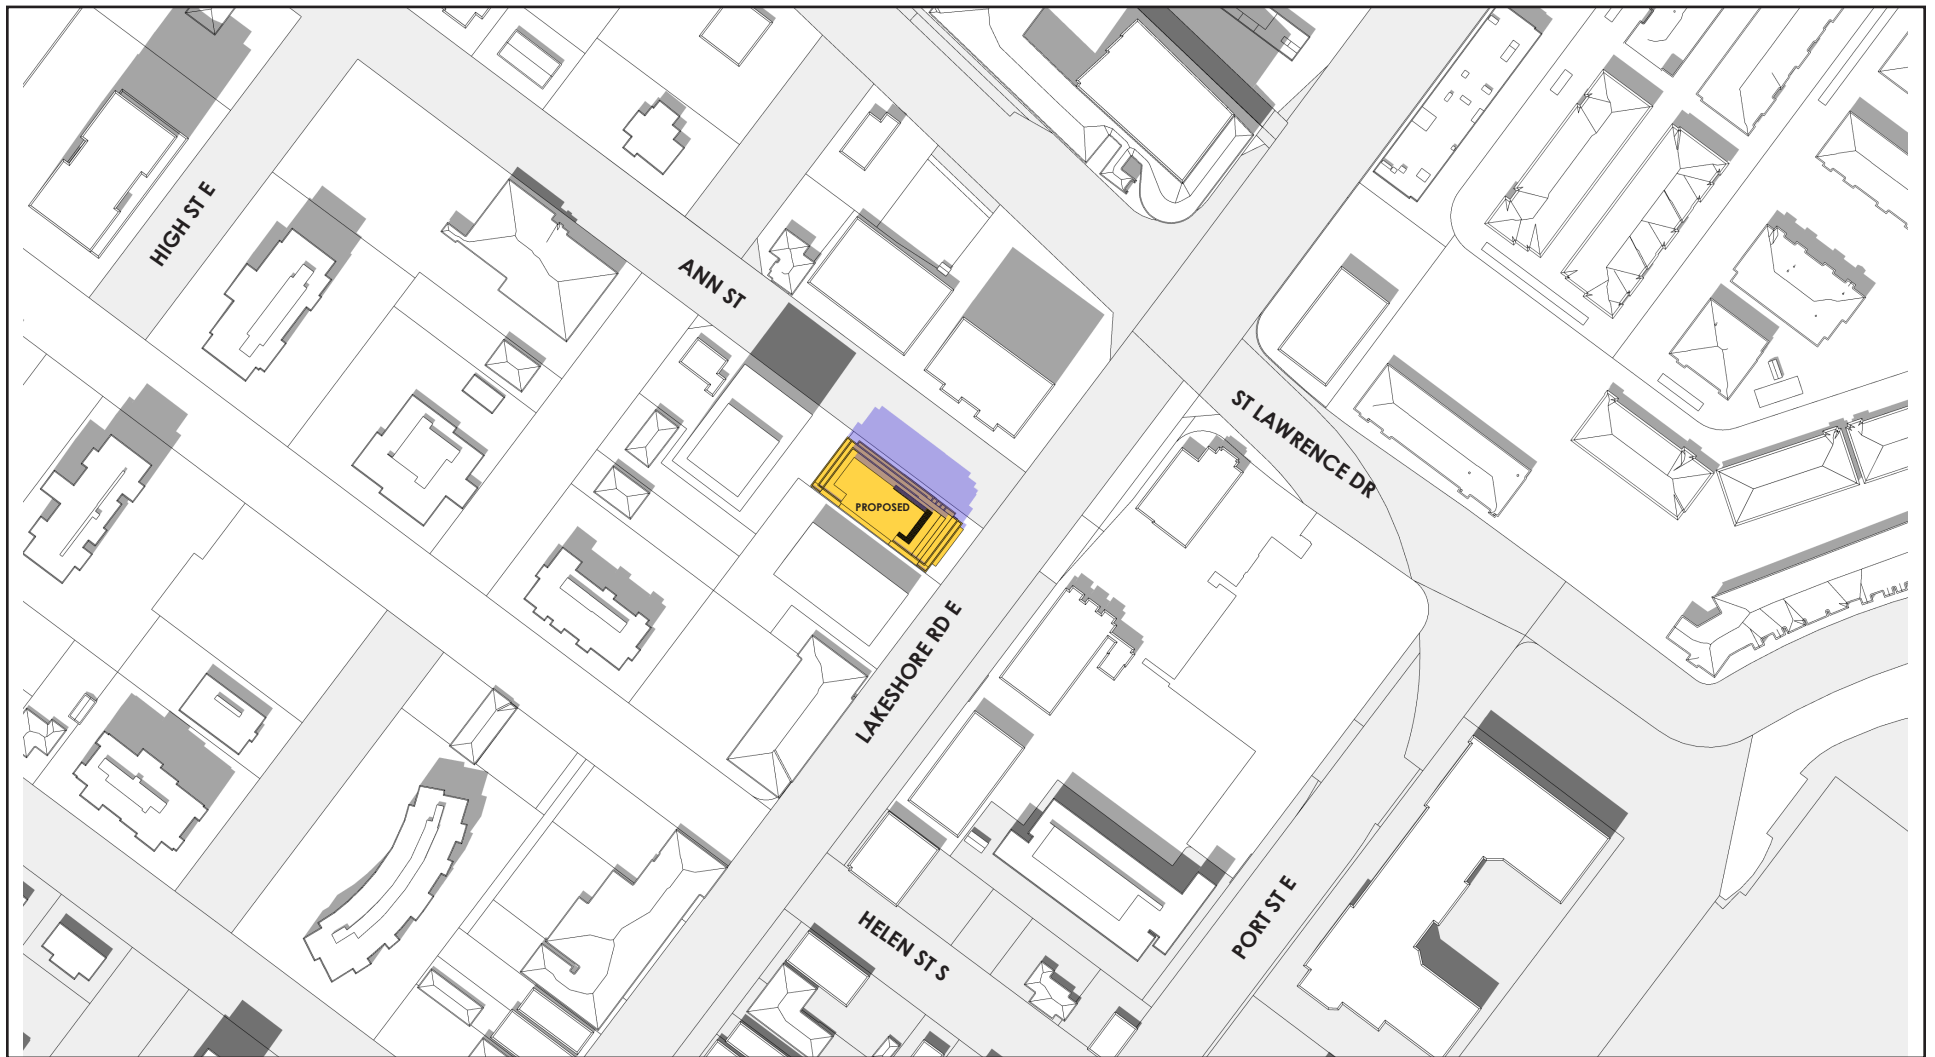 HIGH ST E
ANN ST
ST LAWRENCE DR
PROPOSED
LAKESHORE RD E
PORT ST E
HELEN ST S